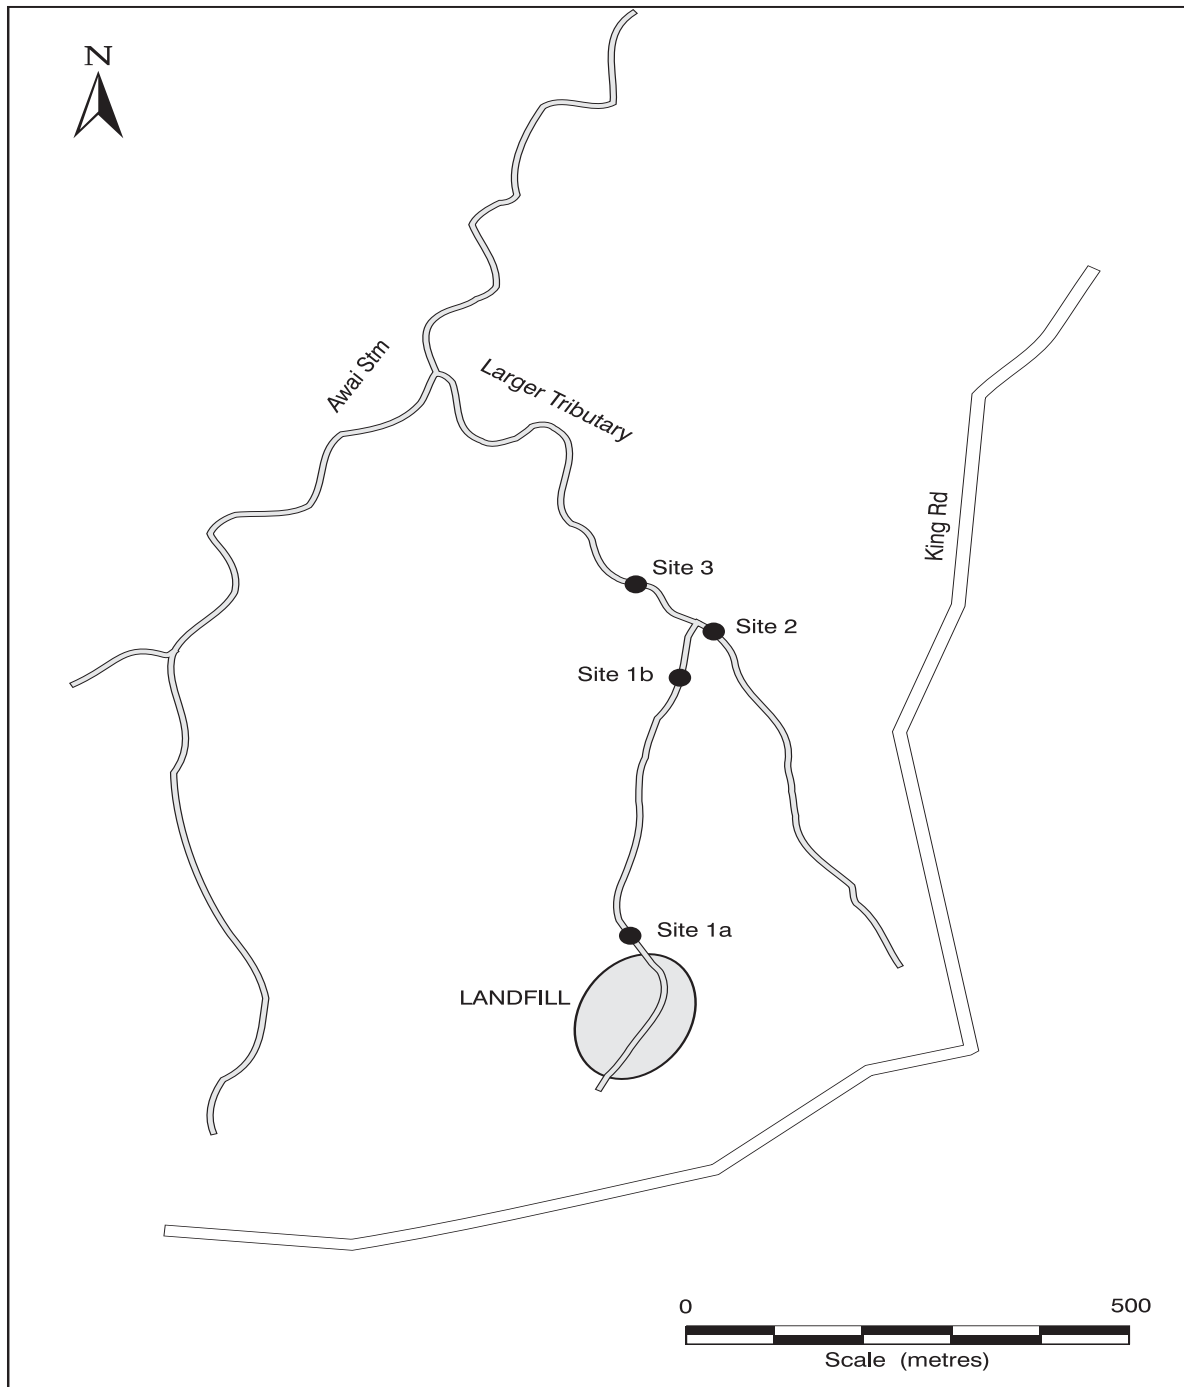 N
Awai Stm
Larger Tributary
King Rd
Site 3
Site 2
Site 1b
Site 1a
LANDFILL
0 500
Scale (metres)